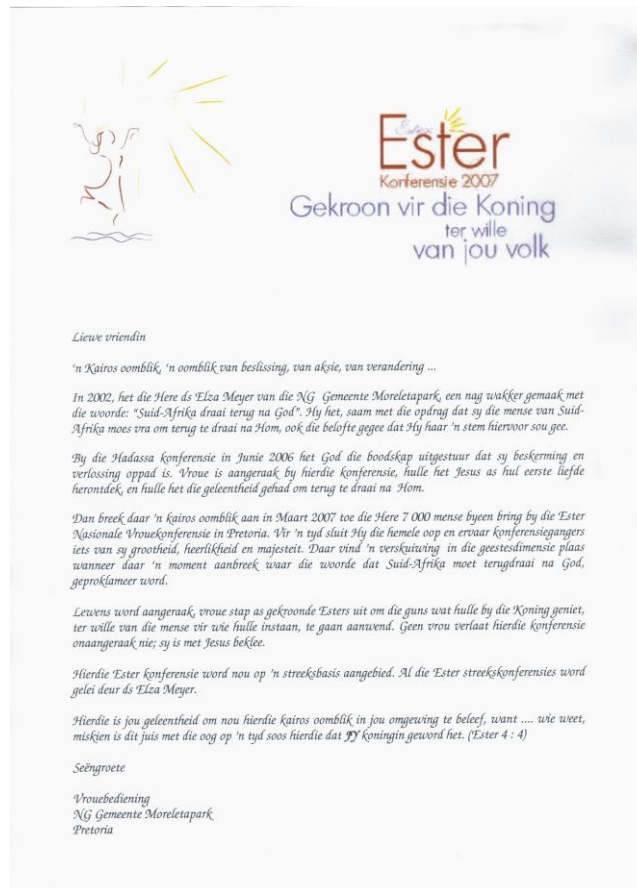 Ester
Konferensie 2007
Gekroon vir die Koning
ter wille
van jou volk
Liewe vriendin
'n Kairos oomblik, 'n oomblik van beslissing, van aksie, van verandering ...
In 2002, het die Here ds Elza Meyer van die NG Gemeente Moreletapark, een nag wakker gemaak met
die woorde: "Suid-Afrika draai terug na God". Hy het, saam met die opdrag dat sy die mense van Suid-
Afrika moes vra om terug te draai na Hom, ook die belofte gegee dat Hy haar 'n stem hiervoor sou gee.
By die Hadassa konferensie in Junie 2006 het God die boodskap uitgestuur dat sy beskerming en
verlossing oppad is. Vroue is aangeraak by hierdie konferensie, hulle het Jesus as hul eerste liefde
herontdek, en hulle het die geleentheid gehad om terug te draai na Hom.
Dan breek daar 'n kairos oomblik aan in Maart 2007 toe die Here 7 000 mense byeen bring by die Ester
Nasionale Vrouekonferensie in Pretoria. Vir 'n tyd sluit Hy die hemele oop en ervaar konferensiegangers
iets van sy grootheid, heerlikheid en majesteit. Daar vind 'n verskuiwing in die geestesdimensie plaas
wanneer daar 'n moment aanbreek waar die woorde dat Suid-Afrika moet terugdraai na God,
geproklameer word.
Lewens word aangeraak, vroue stap as gekroonde Esters uit om die guns wat hulle by die Koning geniet,
ter wille van die mense vir wie hulle instaan, te gaan aanwend. Geen vrou verlaat hierdie konferensie
onaangeraak nie; sy is met Jesus beklee.
Hierdie Ester konferensie word nou op 'n streeksbasis aangebied. Al die Ester streekskonferensies word
gelei deur ds Elza Meyer.
Hierdie is jou geleentheid om nou hierdie kairos oomblik in jou omgewing te beleef, want .... wie weet,
miskien is dit juis met die oog op 'n tyd soos hierdie dat JY koningin geword het. (Ester 4 : 4)
Seëngroete
Vrouebediening
NG Gemeente Moreletapark
Pretoria